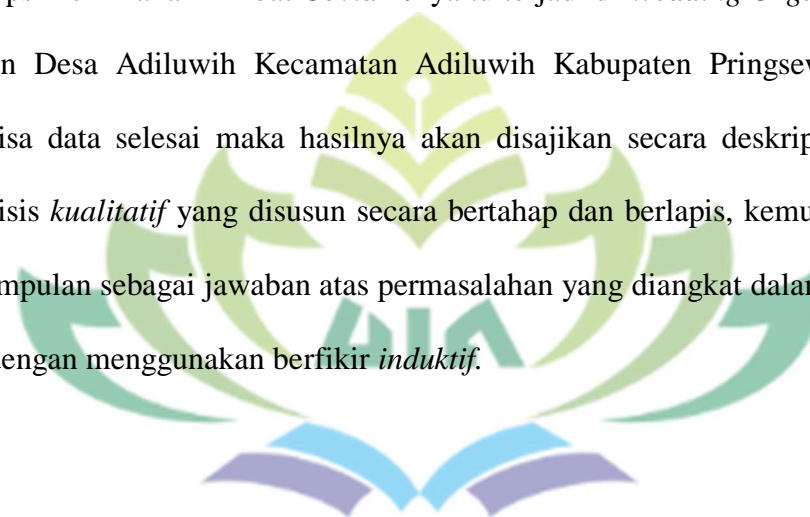 n Desa Adiluwih Kecamatan Adiluwih Kabupaten Pringsew
isa data selesai maka hasilnya akan disajikan secara deskrip
isis kualitatif yang disusun secara bertahap dan berlapis, kemu
mpulan sebagai jawaban atas permasalahan yang diangkat dalam
dengan menggunakan berfikir induktif.